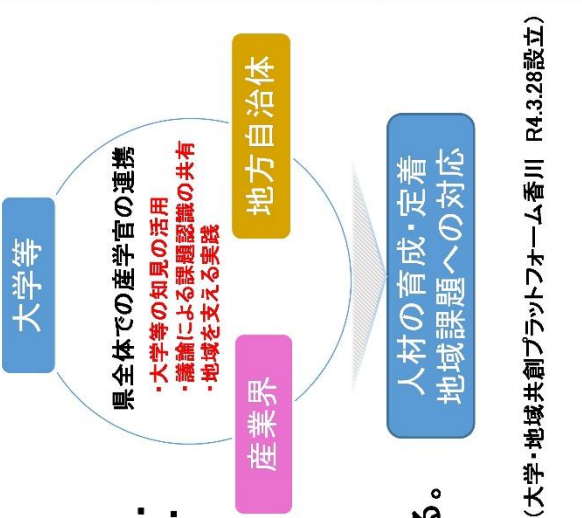 大学等
県全体での産学官の連携
・大学等の知見の活用
・議論による課題認識の共有
・地域を支える実践
産業界
地方自治体
人材の育成・定着
地域課題への対応
る。
(大学・地域共創プラットフォーム香川 R4.3.28設立)